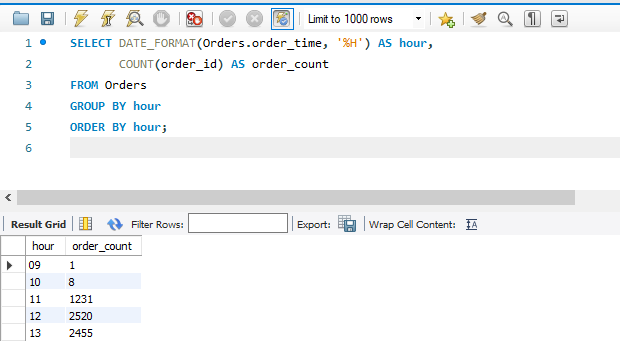 Limit to 1000 rows
1 SELECT DATE_FORMAT(Orders.order_time, '%H') AS hour,
2 COUNT(order_id) AS order_count
3 FROM Orders
4 GROUP BY hour
5 ORDER BY hour;
6
Result Grid Filter Rows: Export: Wrap Cell Content:
hour order_count
09 1
10 8
11 1231
12 2520
13 2455